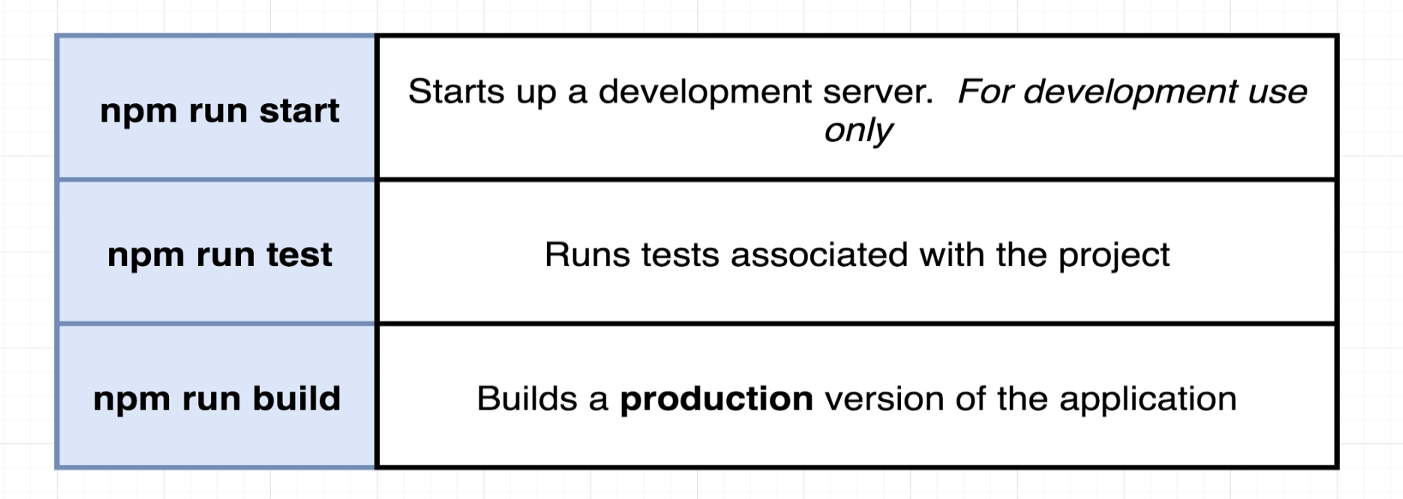 npm run start
Starts up a development server.  For development use
only
npm run test
Runs tests associated with the project
npm run build
Builds a production version of the application